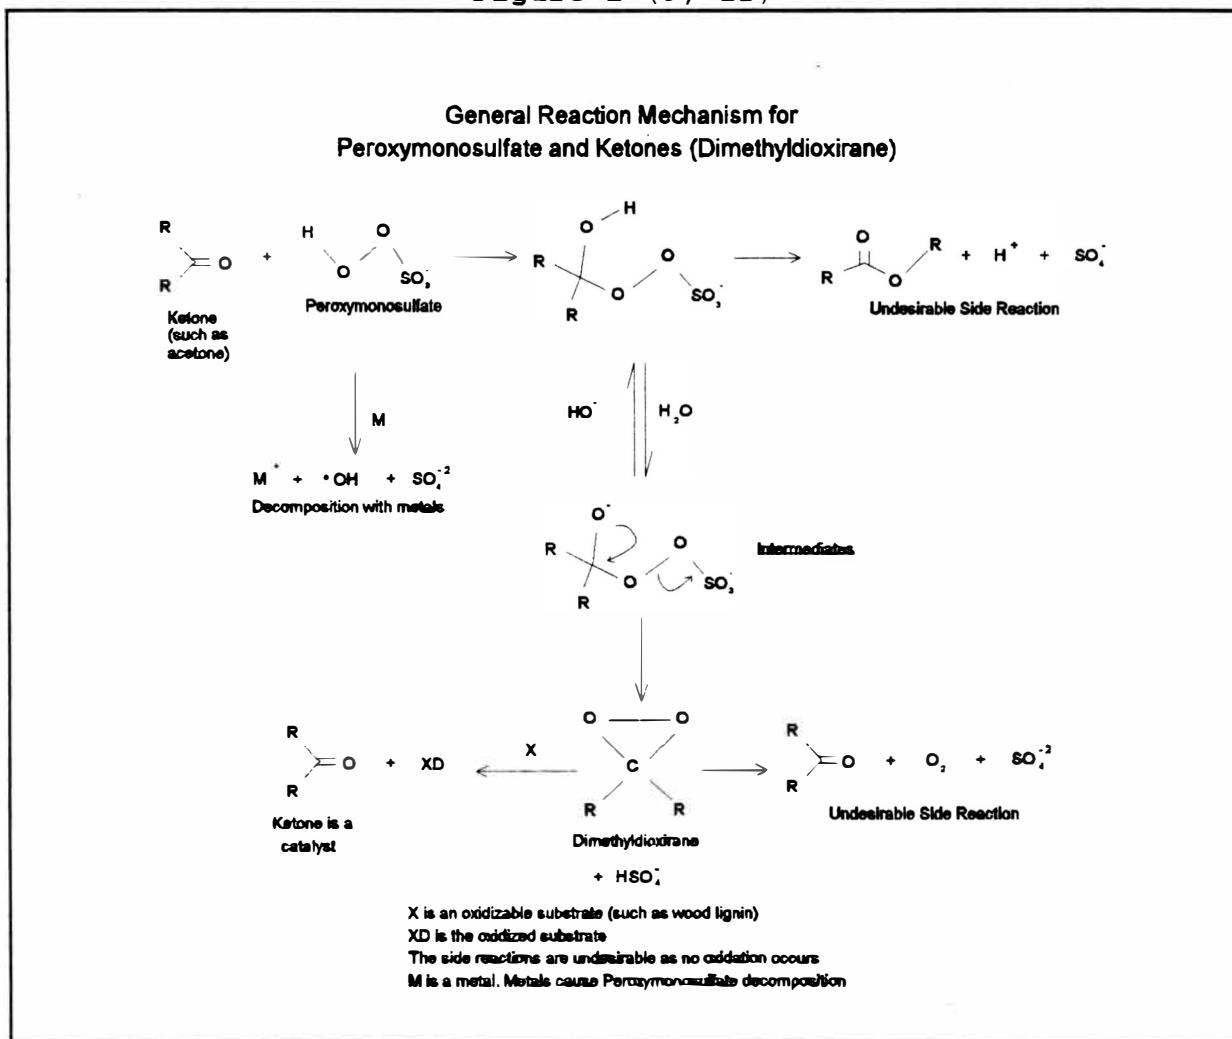 General Reaction Mechanism for
Peroxymonosulfate and Ketones (Dimethyldioxirane)
R
R
O
+
H
O
O
SO₃⁻
H
O
R
R
O
O
SO₃⁻
O
R
O
R
+ H⁺ + SO₄⁻
Ketone
(such as
acetone)
Peroxymonosulfate
Undesirable Side Reaction
M
HO⁻
H₂O
M⁺ + •OH + SO₄⁻²
Decomposition with metals
O⁻
R
R
O
O
SO₃⁻
Intermediates
R
R
O + XD
X
O
O
C
R
R
R
R
O + O₂ + SO₄⁻²
Ketone is a
catalyst
Dimethyldioxirane
Undesirable Side Reaction
+ HSO₄⁻
X is an oxidizable substrate (such as wood lignin)
XD is the oxidized substrate
The side reactions are undesirable as no oxidation occurs
M is a metal. Metals cause Peroxymonosulfate decomposition